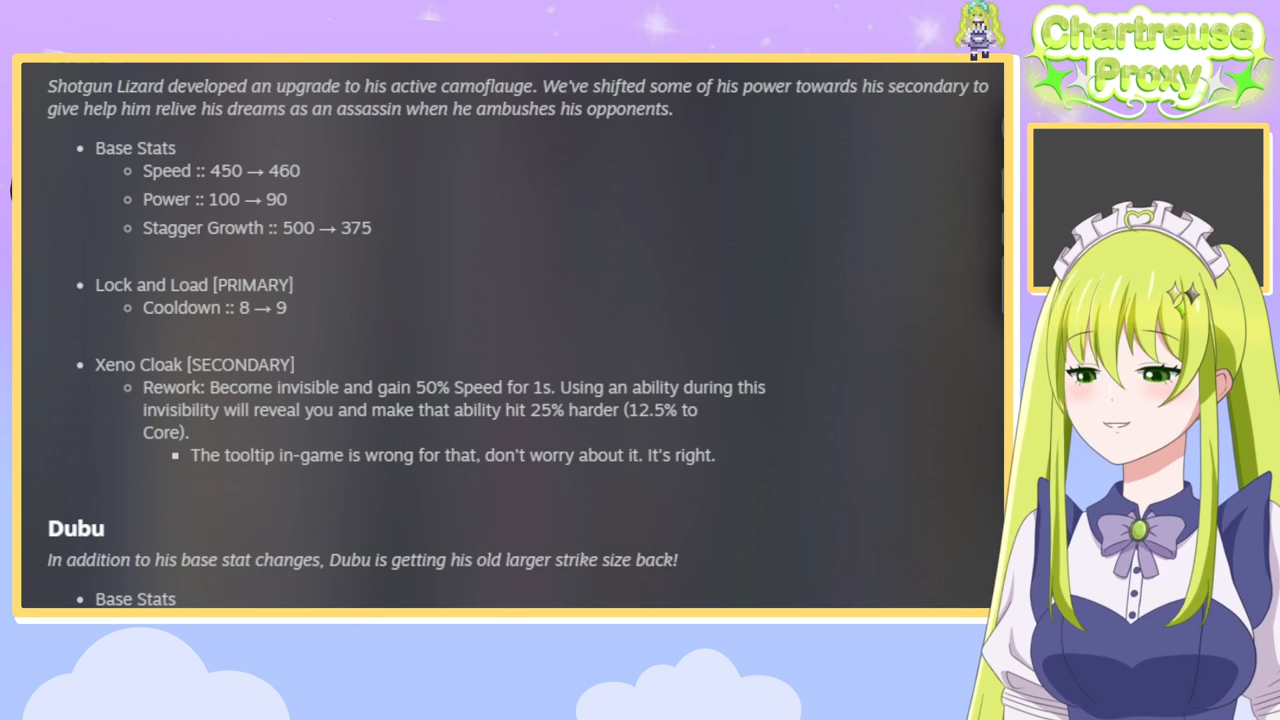 Chartreuse
Proxy
Shotgun Lizard developed an upgrade to his active camoflauge. We've shifted some of his power towards his secondary to
give help him relive his dreams as an assassin when he ambushes his opponents.
• Base Stats
◦ Speed :: 450 → 460
◦ Power :: 100 → 90
◦ Stagger Growth :: 500 → 375
• Lock and Load [PRIMARY]
◦ Cooldown :: 8 → 9
• Xeno Cloak [SECONDARY]
◦ Rework: Become invisible and gain 50% Speed for 1s. Using an ability during this
invisibility will reveal you and make that ability hit 25% harder (12.5% to
Core).
▪ The tooltip in-game is wrong for that, don't worry about it. It's right.
Dubu
In addition to his base stat changes, Dubu is getting his old larger strike size back!
• Base Stats